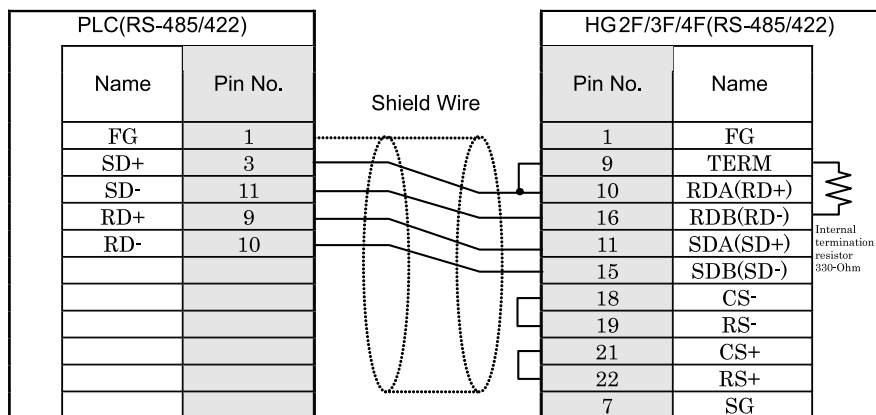 PLC(RS-485/422) HG2F/3F/4F(RS-485/422)
Name Pin No. Pin No. Name
Shield Wire
FG 1 1 FG
SD+ 3 9 TERM
SD- 11 10 RDA(RD+)
RD+ 9 16 RDB(RD-)
RD- 10 11 SDA(SD+)
15 SDB(SD-)
18 CS-
19 RS-
21 CS+
22 RS+
7 SG
Internal
termination
resistor
330-Ohm